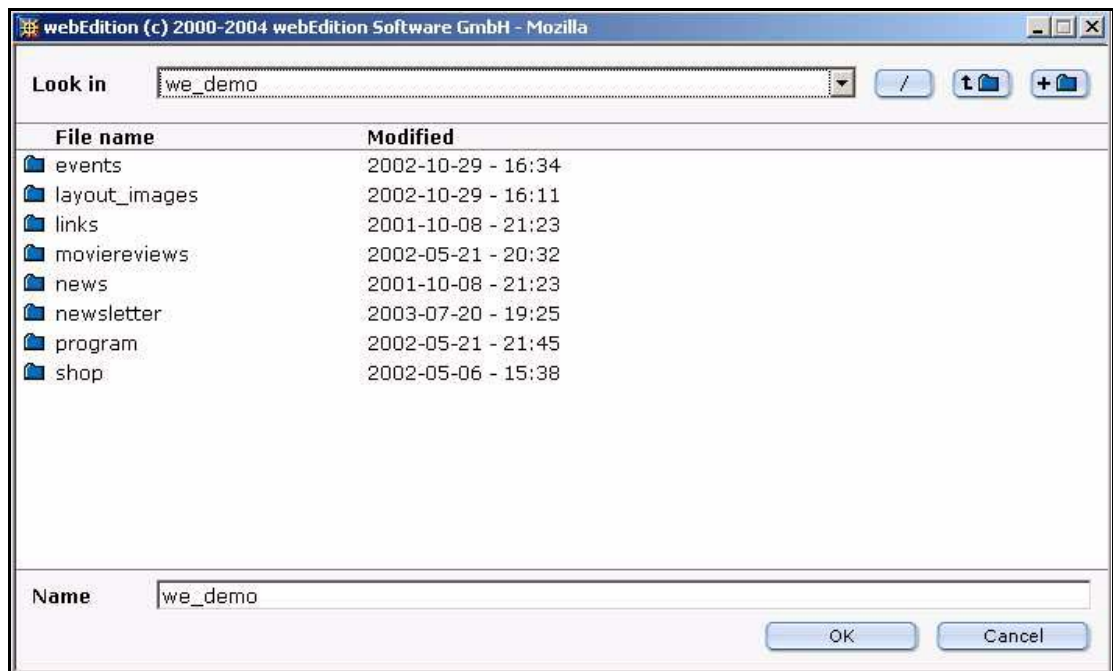 webEdition (c) 2000-2004 webEdition Software GmbH - Mozilla
Look in we_demo /
File name Modified
events 2002-10-29 - 16:34
layout_images 2002-10-29 - 16:11
links 2001-10-08 - 21:23
moviereviews 2002-05-21 - 20:32
news 2001-10-08 - 21:23
newsletter 2003-07-20 - 19:25
program 2002-05-21 - 21:45
shop 2002-05-06 - 15:38
Name we_demo
OK Cancel